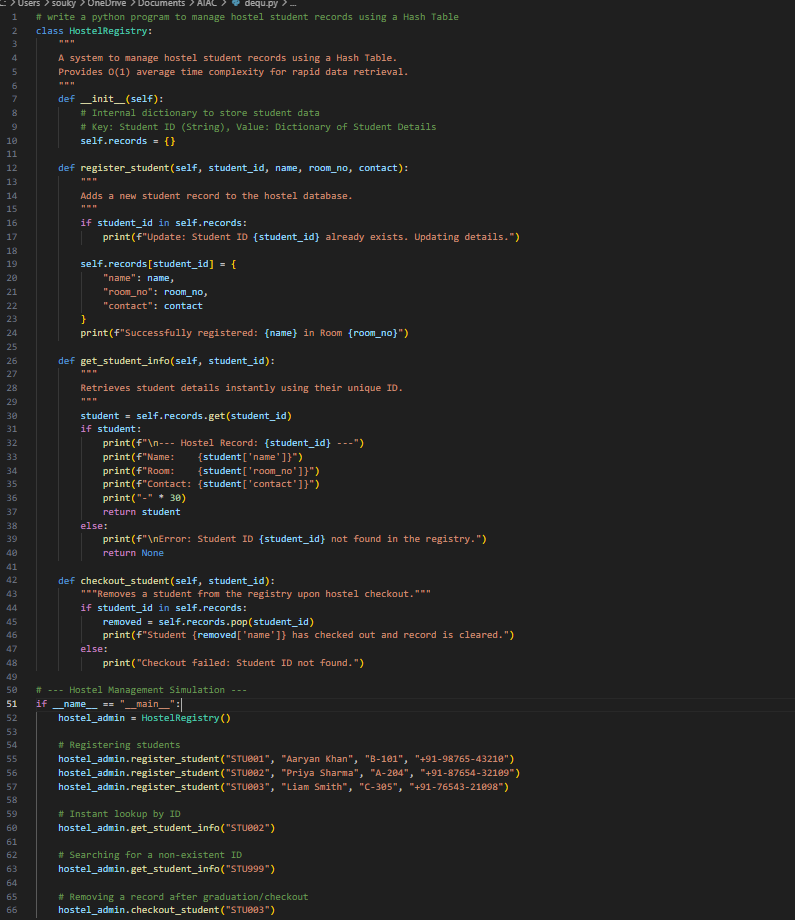 C: > Users > souky > OneDrive > Documents > AIAC > dequ.py > ...
1 # write a python program to manage hostel student records using a Hash Table
2 class HostelRegistry:
3     """
4     A system to manage hostel student records using a Hash Table.
5     Provides O(1) average time complexity for rapid data retrieval.
6     """
7     def __init__(self):
8         # Internal dictionary to store student data
9         # Key: Student ID (String), Value: Dictionary of Student Details
10         self.records = {}
11
12     def register_student(self, student_id, name, room_no, contact):
13         """
14         Adds a new student record to the hostel database.
15         """
16         if student_id in self.records:
17             print(f"Update: Student ID {student_id} already exists. Updating details.")
18
19         self.records[student_id] = {
20             "name": name,
21             "room_no": room_no,
22             "contact": contact
23         }
24         print(f"Successfully registered: {name} in Room {room_no}")
25
26     def get_student_info(self, student_id):
27         """
28         Retrieves student details instantly using their unique ID.
29         """
30         student = self.records.get(student_id)
31         if student:
32             print(f"\n--- Hostel Record: {student_id} ---")
33             print(f"Name:    {student['name']}")
34             print(f"Room:    {student['room_no']}")
35             print(f"Contact: {student['contact']}")
36             print("-" * 30)
37             return student
38         else:
39             print(f"\nError: Student ID {student_id} not found in the registry.")
40             return None
41
42     def checkout_student(self, student_id):
43         """Removes a student from the registry upon hostel checkout."""
44         if student_id in self.records:
45             removed = self.records.pop(student_id)
46             print(f"Student {removed['name']} has checked out and record is cleared.")
47         else:
48             print("Checkout failed: Student ID not found.")
49
50 # --- Hostel Management Simulation ---
51 if __name__ == "__main__":
52     hostel_admin = HostelRegistry()
53
54     # Registering students
55     hostel_admin.register_student("STU001", "Aaryan Khan", "B-101", "+91-98765-43210")
56     hostel_admin.register_student("STU002", "Priya Sharma", "A-204", "+91-87654-32109")
57     hostel_admin.register_student("STU003", "Liam Smith", "C-305", "+91-76543-21098")
58
59     # Instant lookup by ID
60     hostel_admin.get_student_info("STU002")
61
62     # Searching for a non-existent ID
63     hostel_admin.get_student_info("STU999")
64
65     # Removing a record after graduation/checkout
66     hostel_admin.checkout_student("STU003")